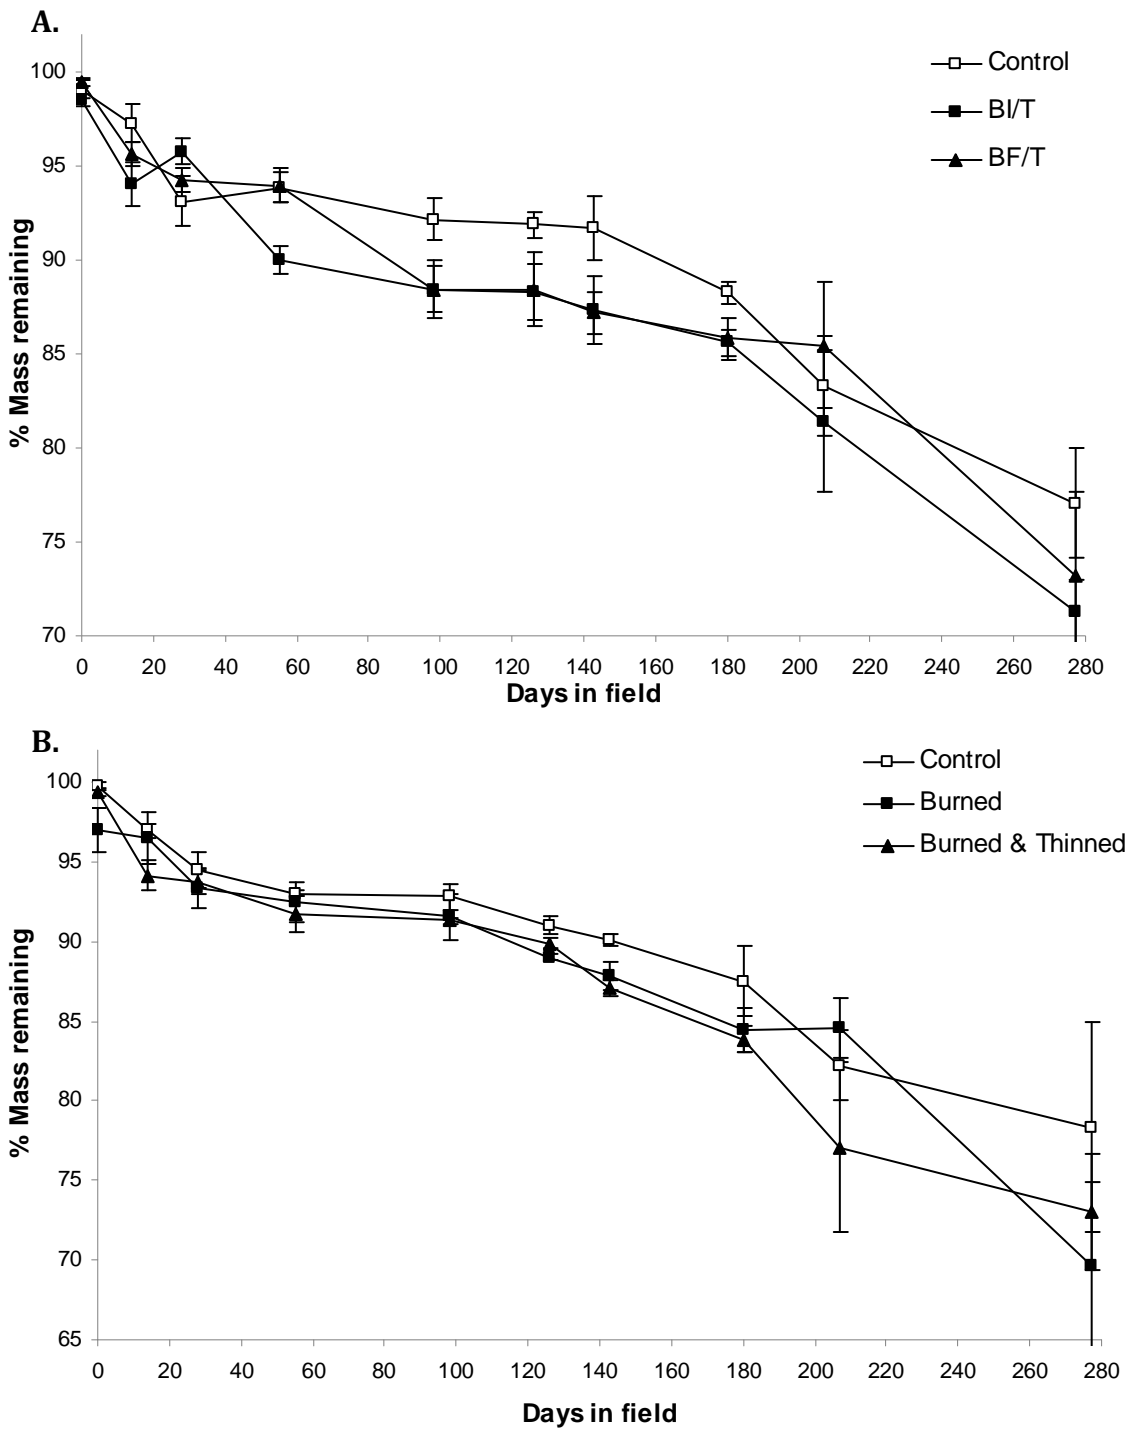 A.
Control
BI/T
BF/T
% Mass remaining
100
95
90
85
80
75
70
0 20 40 60 80 100 120 140 160 180 200 220 240 260 280
Days in field
B.
Control
Burned
Burned & Thinned
% Mass remaining
100
95
90
85
80
75
70
65
0 20 40 60 80 100 120 140 160 180 200 220 240 260 280
Days in field